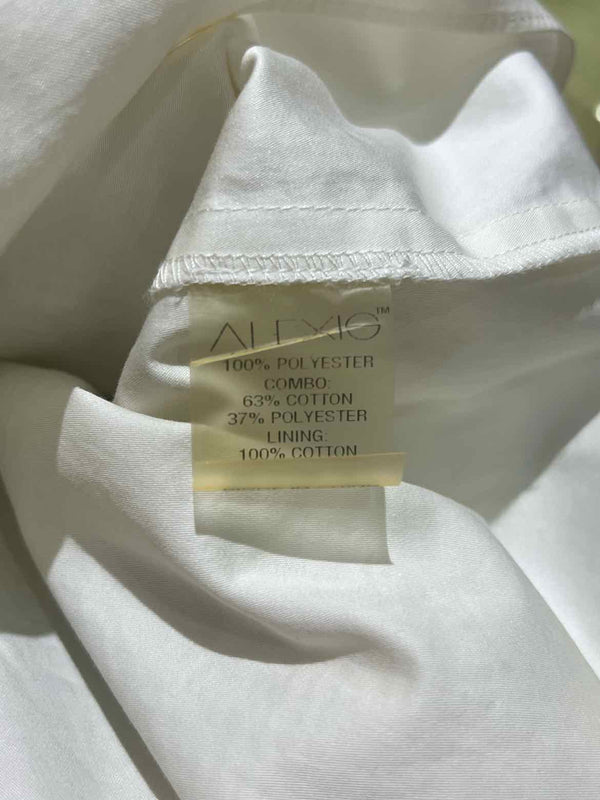 ALEXIS™
100% POLYESTER
COMBO:
63% COTTON
37% POLYESTER
LINING:
100% COTTON